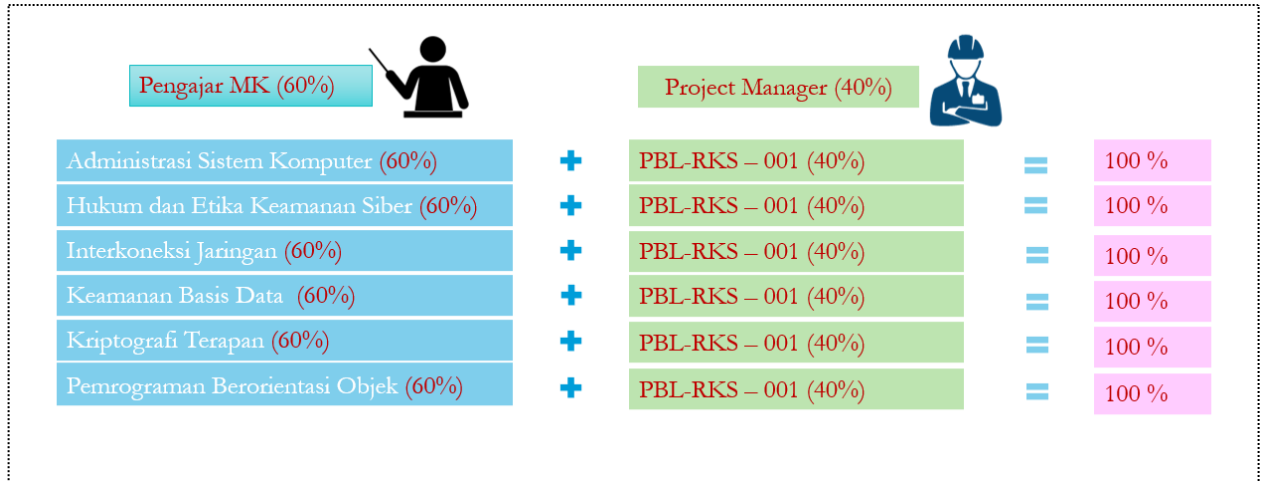 Pengajar MK (60%)
Project Manager (40%)
Administrasi Sistem Komputer (60%) + PBL-RKS – 001 (40%) = 100 %
Hukum dan Etika Keamanan Siber (60%) + PBL-RKS – 001 (40%) = 100 %
Interkoneksi Jaringan (60%) + PBL-RKS – 001 (40%) = 100 %
Keamanan Basis Data (60%) + PBL-RKS – 001 (40%) = 100 %
Kriptografi Terapan (60%) + PBL-RKS – 001 (40%) = 100 %
Pemrograman Berorientasi Objek (60%) + PBL-RKS – 001 (40%) = 100 %